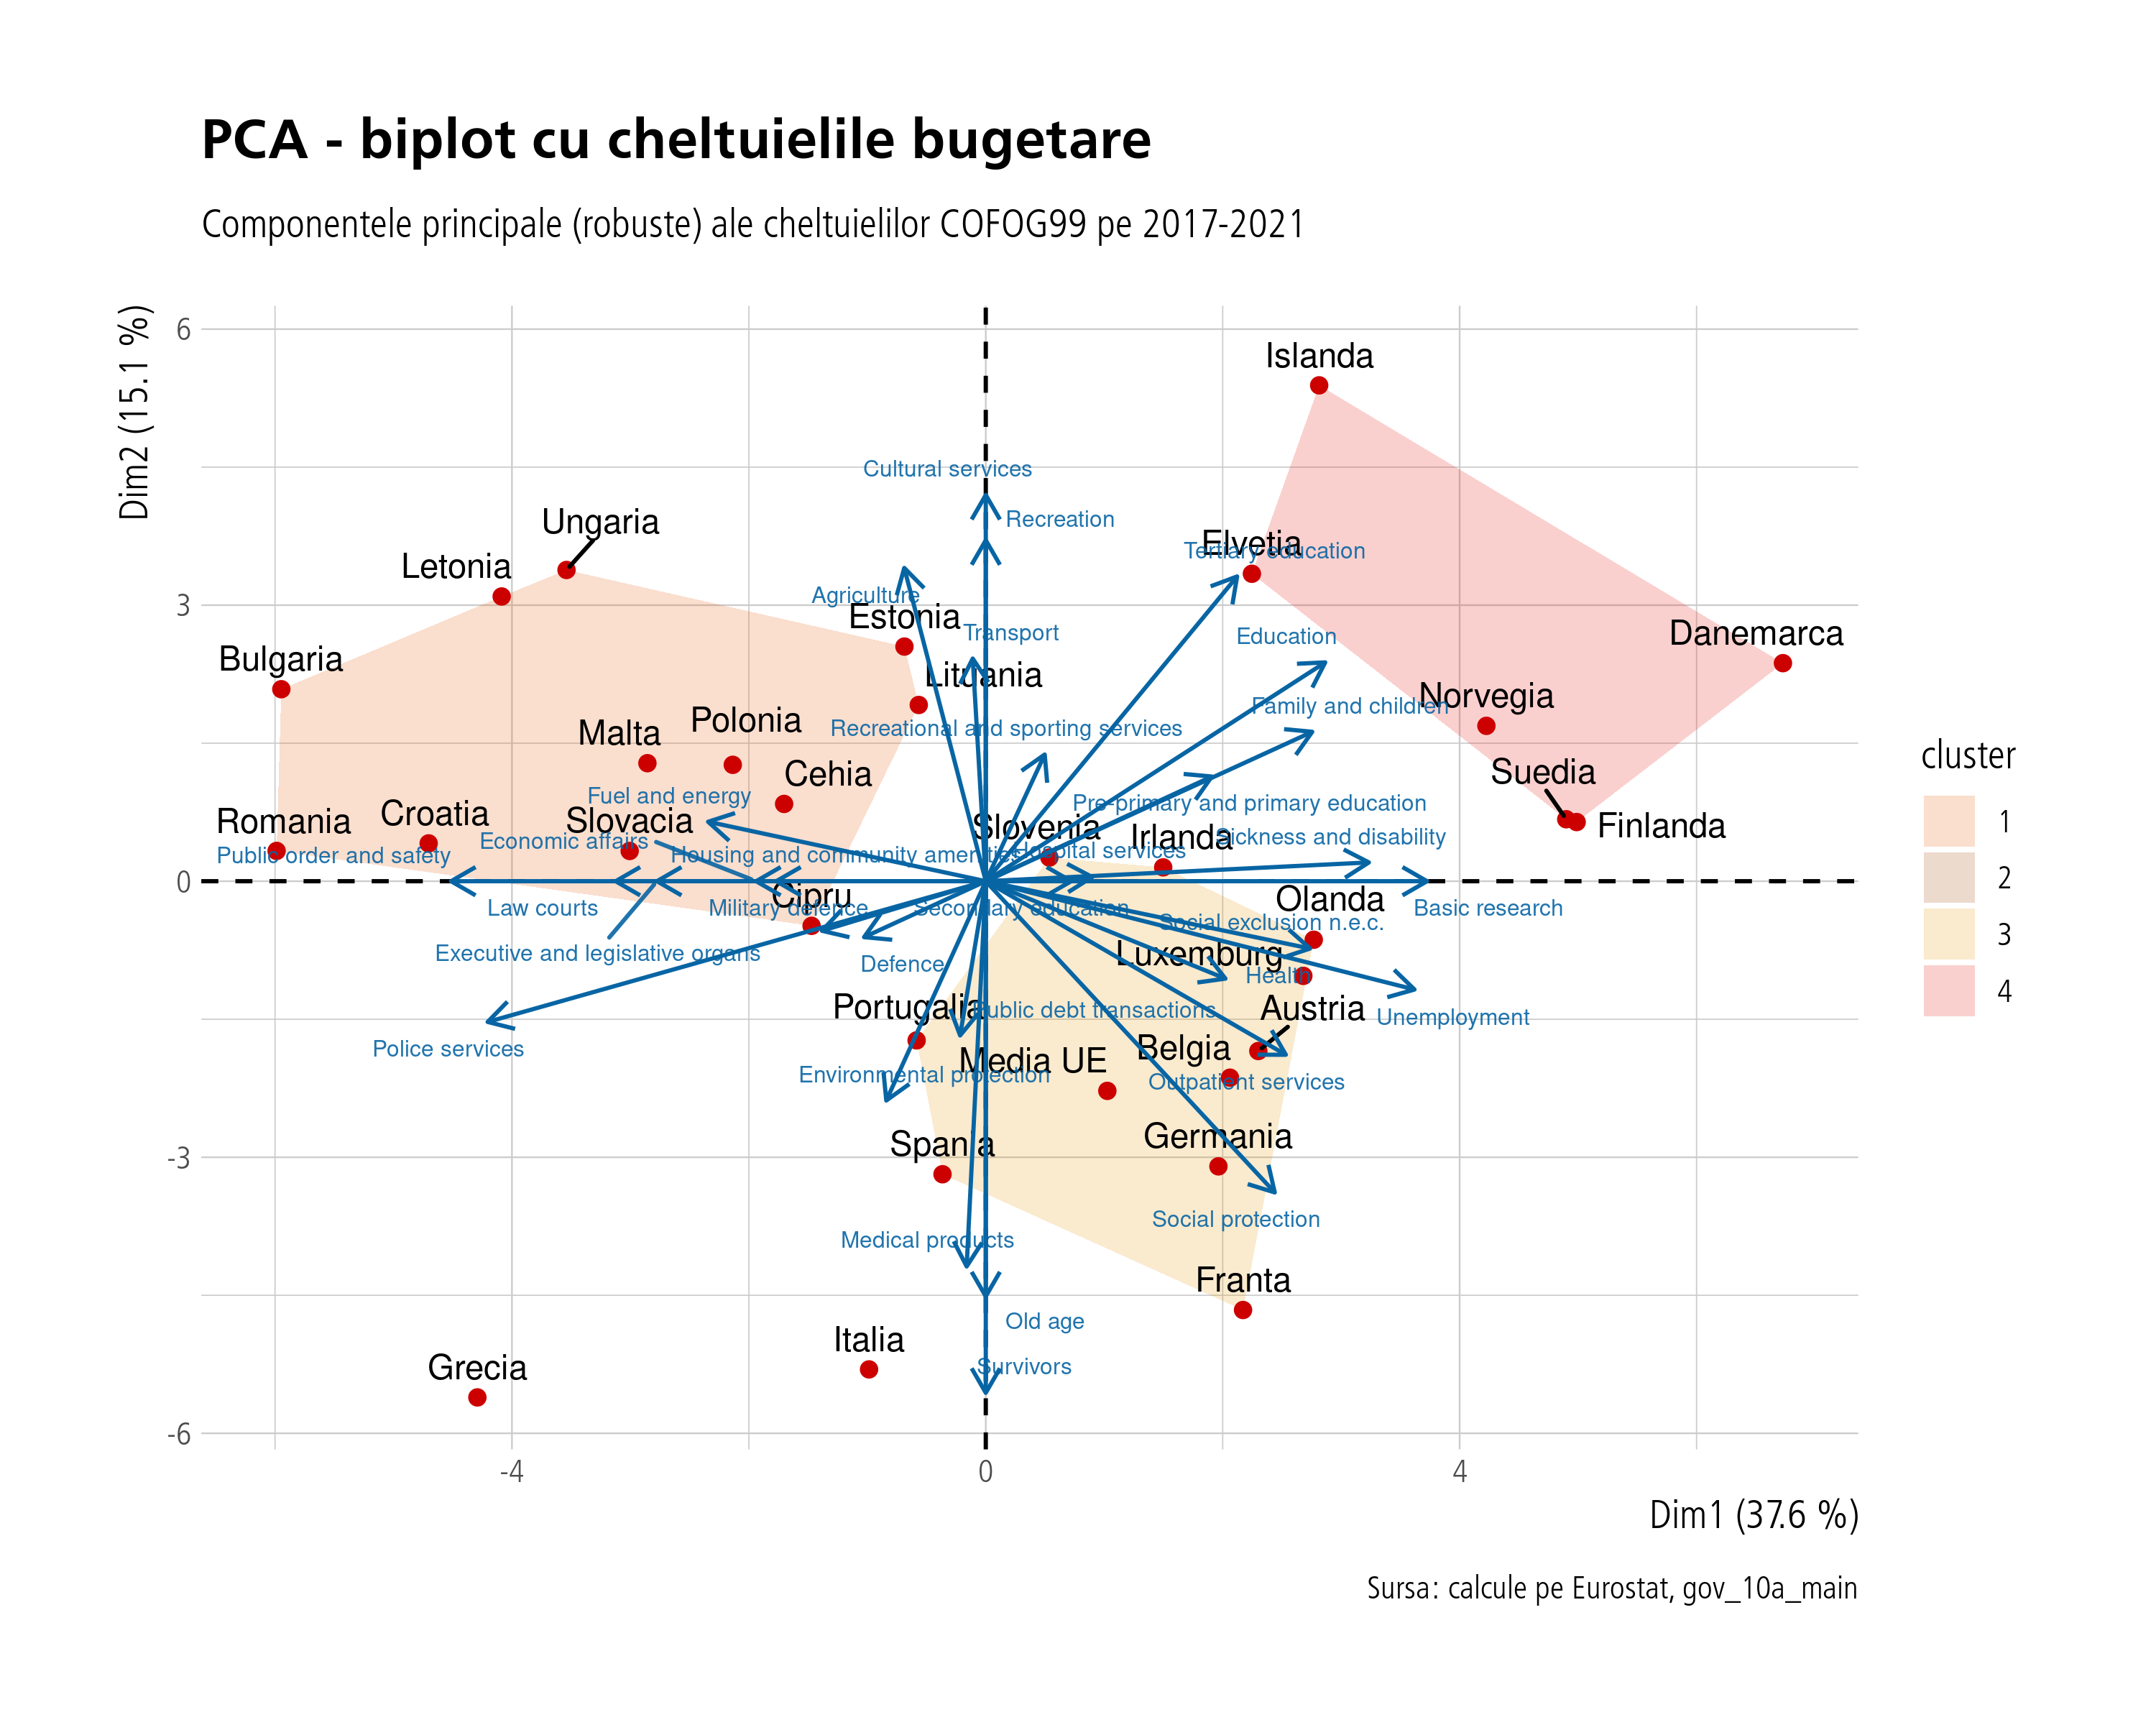 PCA - biplot cu cheltuielile bugetare
Componentele principale (robuste) ale cheltuielilor COFOG99 pe 2017-2021
Dim2 (15.1 %)
6
3
0
-3
-6
Islanda
Cultural services
Ungaria
Recreation
Letonia
Elvetia
Tertiary education
Agriculture
Estonia
Transport
Education
Danemarca
Bulgaria
Lituania
Norvegia
Family and children
Malta
Polonia
Recreational and sporting services
Cehia
Suedia
Fuel and energy
Pre-primary and primary education
Romania
Croatia
Slovacia
Slovenia
Irlanda
Finlanda
Economic affairs
Sickness and disability
Public order and safety
Housing and community amenities
Hospital services
Cipru
Olanda
Law courts
Military defence
Secondary education
Basic research
Social exclusion n.e.c.
Executive and legislative organs
Luxemburg
Defence
Health
Portugalia
Public debt transactions
Austria
Unemployment
Police services
Media UE
Belgia
Environmental protection
Outpatient services
Spania
Germania
Social protection
Medical products
Franta
Old age
Italia
Grecia
Survivors
-4
0
4
Dim1 (37.6 %)
cluster
1
2
3
4
Sursa: calcule pe Eurostat, gov_10a_main